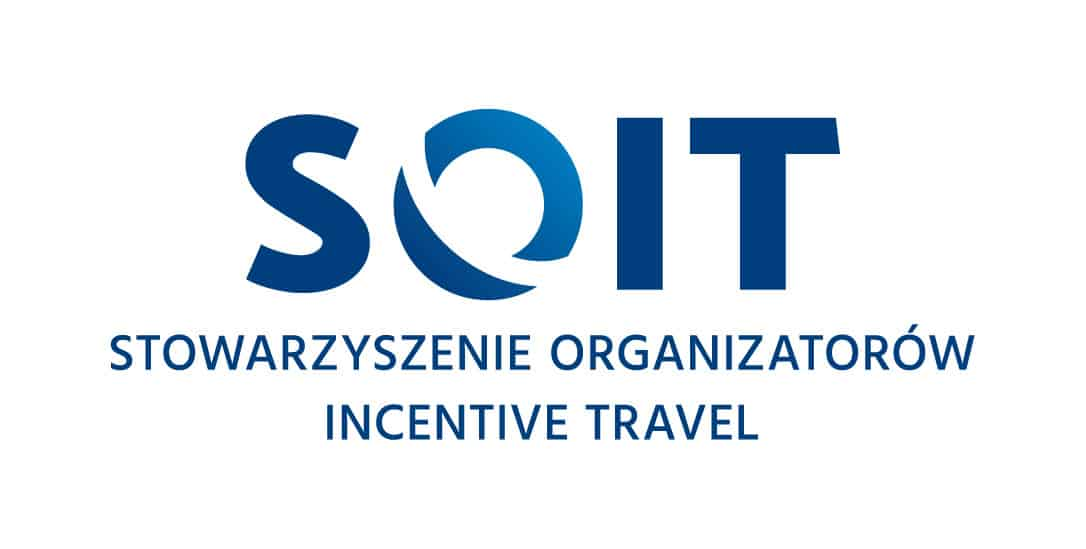 SOIT
STOWARZYSZENIE ORGANIZATORÓW
INCENTIVE TRAVEL